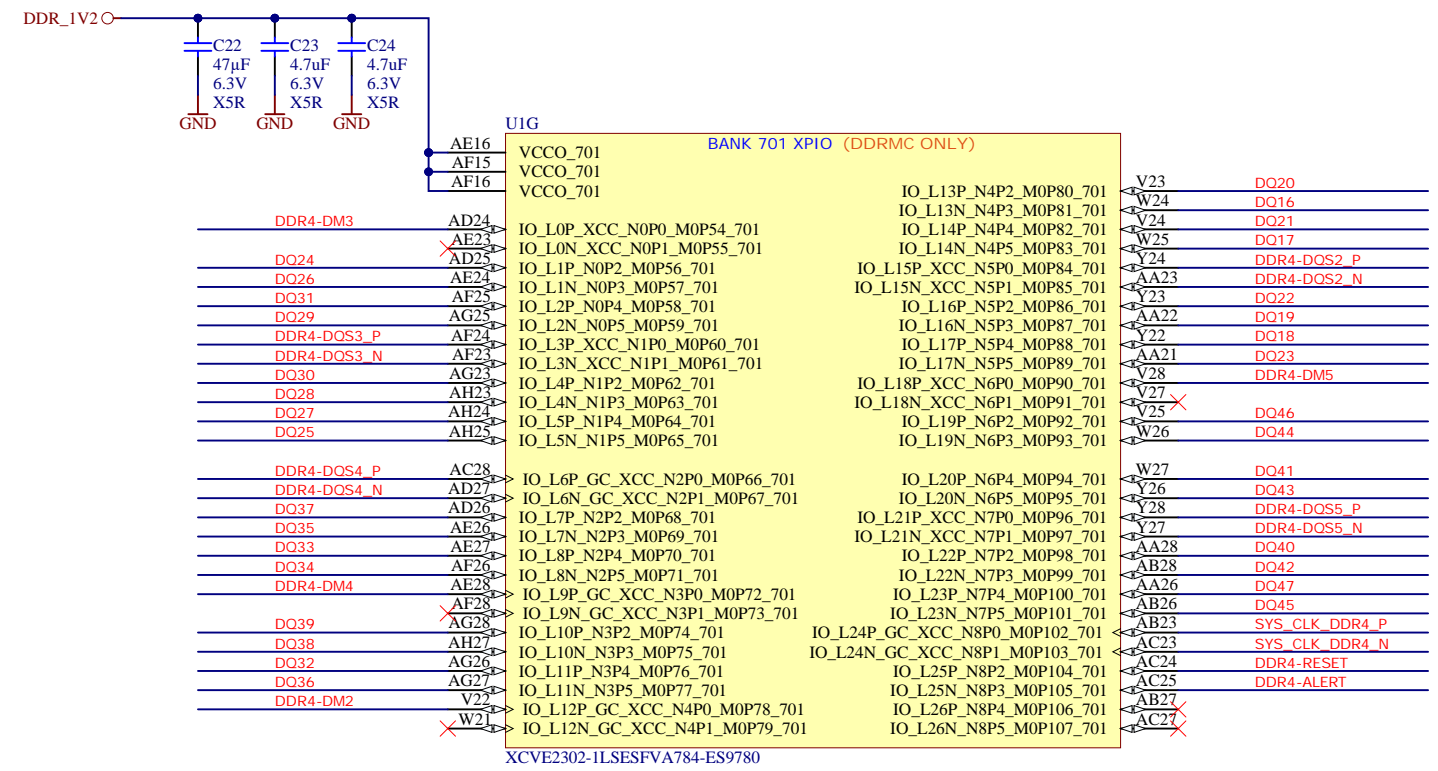 DDR_1V2
C22
47µF
6.3V
X5R
GND
C23
4.7uF
6.3V
X5R
GND
C24
4.7uF
6.3V
X5R
GND
U1G
BANK 701 XPIO (DDRMC ONLY)
AE16 VCCO_701
AF15 VCCO_701
AF16 VCCO_701
DDR4-DM3 AD24 IO_L0P_XCC_N0P0_M0P54_701
AE23 IO_L0N_XCC_N0P1_M0P55_701
DQ24 AD25 IO_L1P_N0P2_M0P56_701
DQ26 AE24 IO_L1N_N0P3_M0P57_701
DQ31 AF25 IO_L2P_N0P4_M0P58_701
DQ29 AG25 IO_L2N_N0P5_M0P59_701
DDR4-DQS3_P AF24 IO_L3P_XCC_N1P0_M0P60_701
DDR4-DQS3_N AF23 IO_L3N_XCC_N1P1_M0P61_701
DQ30 AG23 IO_L4P_N1P2_M0P62_701
DQ28 AH23 IO_L4N_N1P3_M0P63_701
DQ27 AH24 IO_L5P_N1P4_M0P64_701
DQ25 AH25 IO_L5N_N1P5_M0P65_701
DDR4-DQS4_P AC28 IO_L6P_GC_XCC_N2P0_M0P66_701
DDR4-DQS4_N AD27 IO_L6N_GC_XCC_N2P1_M0P67_701
DQ37 AD26 IO_L7P_N2P2_M0P68_701
DQ35 AE26 IO_L7N_N2P3_M0P69_701
DQ33 AE27 IO_L8P_N2P4_M0P70_701
DQ34 AF26 IO_L8N_N2P5_M0P71_701
DDR4-DM4 AE28 IO_L9P_GC_XCC_N3P0_M0P72_701
AF28 IO_L9N_GC_XCC_N3P1_M0P73_701
DQ39 AG28 IO_L10P_N3P2_M0P74_701
DQ38 AH27 IO_L10N_N3P3_M0P75_701
DQ32 AG26 IO_L11P_N3P4_M0P76_701
DQ36 AG27 IO_L11N_N3P5_M0P77_701
DDR4-DM2 V22 IO_L12P_GC_XCC_N4P0_M0P78_701
W21 IO_L12N_GC_XCC_N4P1_M0P79_701
IO_L13P_N4P2_M0P80_701 V23 DQ20
IO_L13N_N4P3_M0P81_701 W24 DQ16
IO_L14P_N4P4_M0P82_701 V24 DQ21
IO_L14N_N4P5_M0P83_701 W25 DQ17
IO_L15P_XCC_N5P0_M0P84_701 Y24 DDR4-DQS2_P
IO_L15N_XCC_N5P1_M0P85_701 AA23 DDR4-DQS2_N
IO_L16P_N5P2_M0P86_701 Y23 DQ22
IO_L16N_N5P3_M0P87_701 AA22 DQ19
IO_L17P_N5P4_M0P88_701 Y22 DQ18
IO_L17N_N5P5_M0P89_701 AA21 DQ23
IO_L18P_XCC_N6P0_M0P90_701 V28 DDR4-DM5
IO_L18N_XCC_N6P1_M0P91_701 V27
IO_L19P_N6P2_M0P92_701 V25 DQ46
IO_L19N_N6P3_M0P93_701 W26 DQ44
IO_L20P_N6P4_M0P94_701 W27 DQ41
IO_L20N_N6P5_M0P95_701 Y26 DQ43
IO_L21P_XCC_N7P0_M0P96_701 Y28 DDR4-DQS5_P
IO_L21N_XCC_N7P1_M0P97_701 Y27 DDR4-DQS5_N
IO_L22P_N7P2_M0P98_701 AA28 DQ40
IO_L22N_N7P3_M0P99_701 AB28 DQ42
IO_L23P_N7P4_M0P100_701 AA26 DQ47
IO_L23N_N7P5_M0P101_701 AB26 DQ45
IO_L24P_GC_XCC_N8P0_M0P102_701 AB23 SYS_CLK_DDR4_P
IO_L24N_GC_XCC_N8P1_M0P103_701 AC23 SYS_CLK_DDR4_N
IO_L25P_N8P2_M0P104_701 AC24 DDR4-RESET
IO_L25N_N8P3_M0P105_701 AC25 DDR4-ALERT
IO_L26P_N8P4_M0P106_701 AB27
IO_L26N_N8P5_M0P107_701 AC27
XCVE2302-1LSESFVA784-ES9780